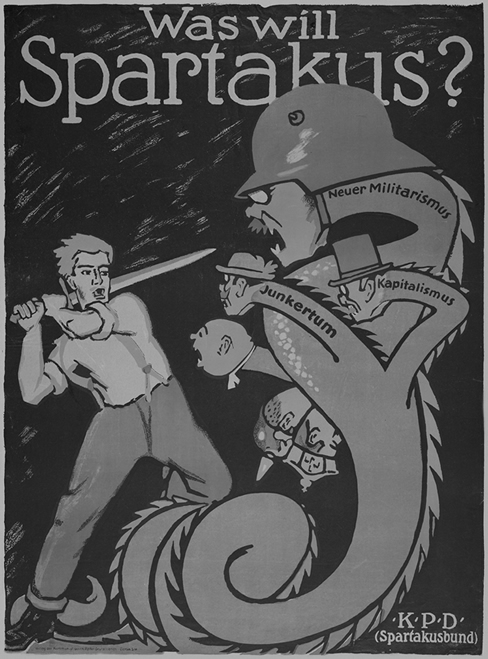 Was will
Spartakus?
Neuer Militarismus
Junkertum
Kapitalismus
·K·P·D·
(Spartakusbund)